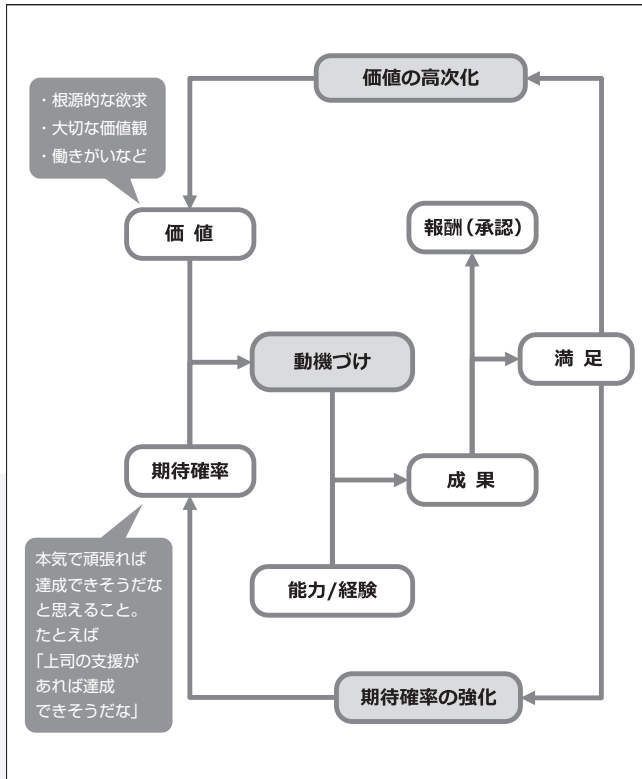 価値の高次化
・根源的な欲求
・大切な価値観
・働きがいなど
価 値
報酬(承認)
動機づけ
満 足
期待確率
成 果
本気で頑張れば
達成できそうだな
と思えること。
たとえば
「上司の支援が
あれば達成
できそうだな」
能力/経験
期待確率の強化